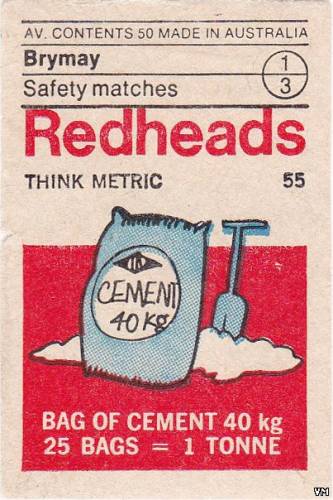 AV. CONTENTS 50 MADE IN AUSTRALIA
Brymay
1
3
Safety matches
Redheads
THINK METRIC 55
CEMENT
40 Kg
BAG OF CEMENT 40 kg
25 BAGS = 1 TONNE
VM